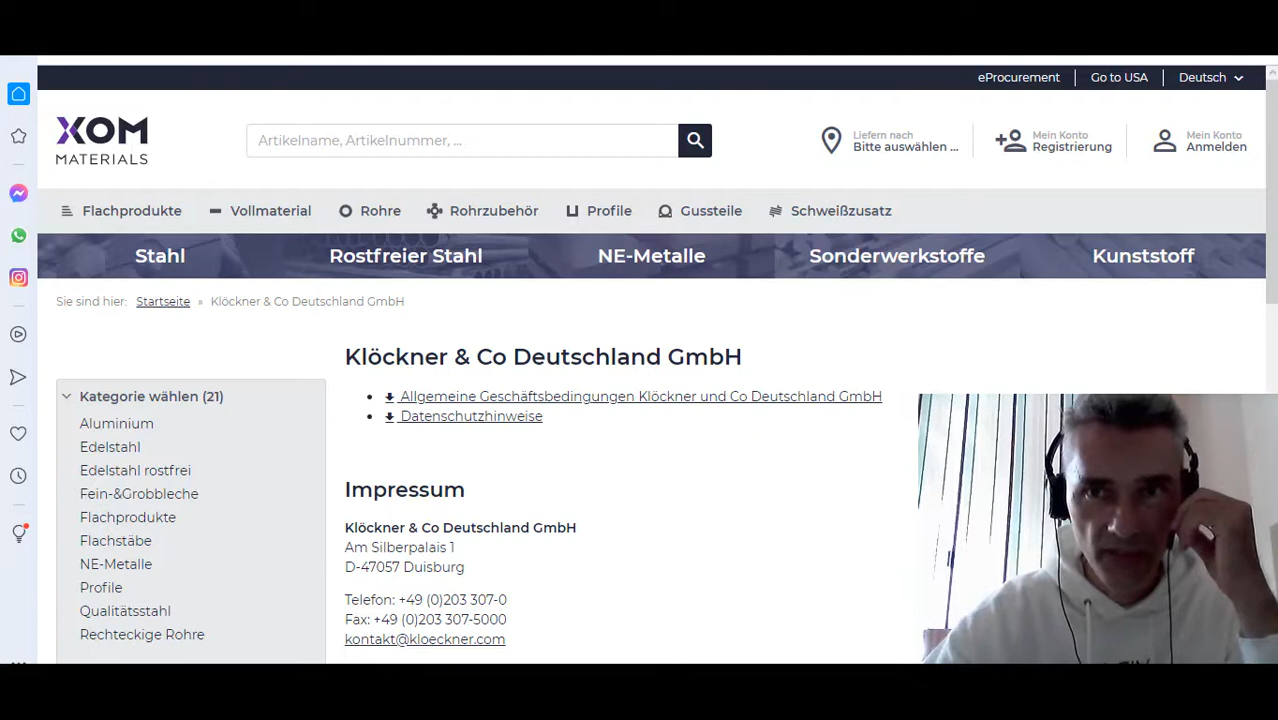 eProcurement Go to USA Deutsch
XOM
MATERIALS
Artikelname, Artikelnummer, ...
Liefern nach
Bitte auswählen ...
Mein Konto
Registrierung
Mein Konto
Anmelden
Flachprodukte Vollmaterial Rohre Rohrzubehör Profile Gussteile Schweißzusatz
Stahl Rostfreier Stahl NE-Metalle Sonderwerkstoffe Kunststoff
Sie sind hier: Startseite » Klöckner & Co Deutschland GmbH
Kategorie wählen (21)
Aluminium
Edelstahl
Edelstahl rostfrei
Fein-&Grobbleche
Flachprodukte
Flachstäbe
NE-Metalle
Profile
Qualitätsstahl
Rechteckige Rohre
Klöckner & Co Deutschland GmbH
• Allgemeine Geschäftsbedingungen Klöckner und Co Deutschland GmbH
• Datenschutzhinweise
Impressum
Klöckner & Co Deutschland GmbH
Am Silberpalais 1
D-47057 Duisburg
Telefon: +49 (0)203 307-0
Fax: +49 (0)203 307-5000
kontakt@kloeckner.com